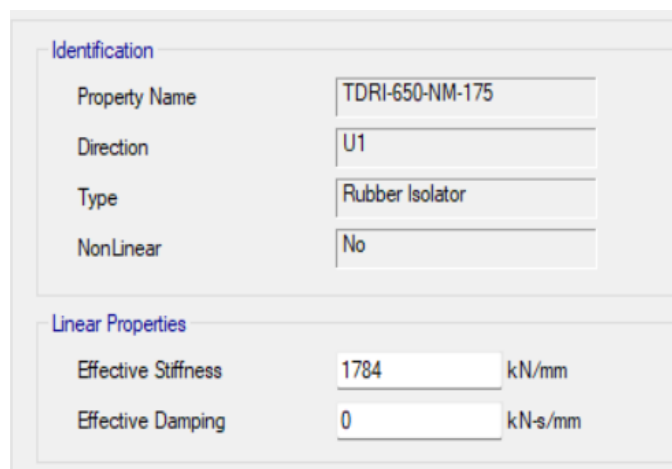 Identification
Property Name TDRI-650-NM-175
Direction U1
Type Rubber Isolator
NonLinear No
Linear Properties
Effective Stiffness 1784 kN/mm
Effective Damping 0 kN-s/mm